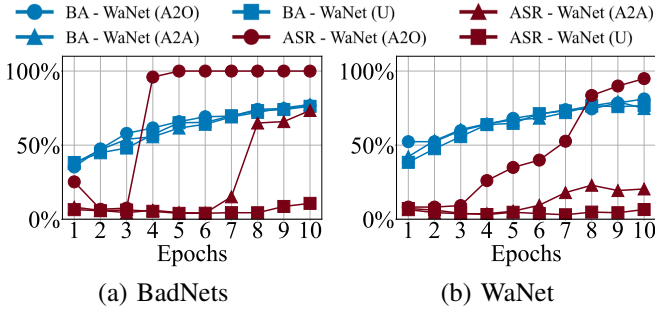 BA - WaNet (A2O) BA - WaNet (U) ASR - WaNet (A2A)
BA - WaNet (A2A) ASR - WaNet (A2O) ASR - WaNet (U)
100% 100%
50% 50%
0% 0%
1 2 3 4 5 6 7 8 9 10 1 2 3 4 5 6 7 8 9 10
Epochs Epochs
(a) BadNets (b) WaNet